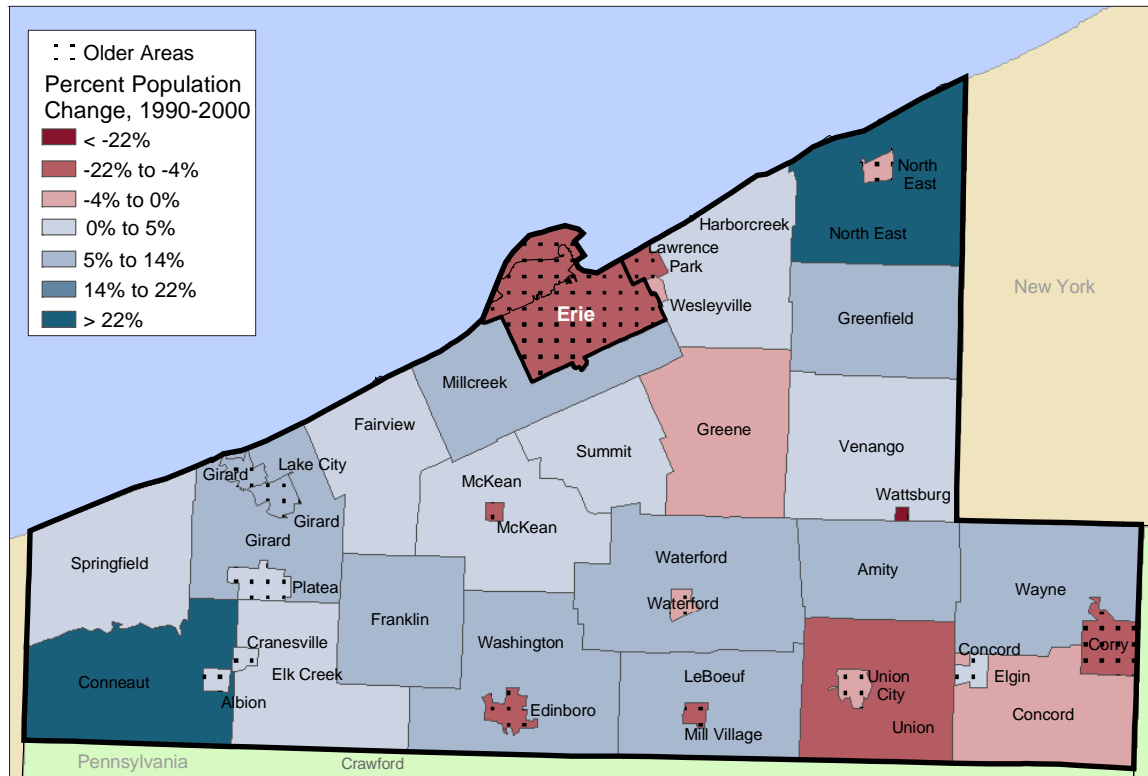 Older Areas
Percent Population
Change, 1990-2000
< -22%
-22% to -4%
-4% to 0%
0% to 5%
5% to 14%
14% to 22%
> 22%
North
East
Harborcreek
North East
Lawrence
Park
New York
Wesleyville
Erie
Greenfield
Millcreek
Fairview
Greene
Summit
Venango
Lake City
Girard
McKean
Wattsburg
Girard
McKean
Girard
Springfield
Waterford
Amity
Platea
Wayne
Waterford
Franklin
Cranesville
Washington
Concord
Corry
Elk Creek
LeBoeuf
Union
City
Elgin
Conneaut
Albion
Edinboro
Concord
Mill Village
Union
Pennsylvania
Crawford